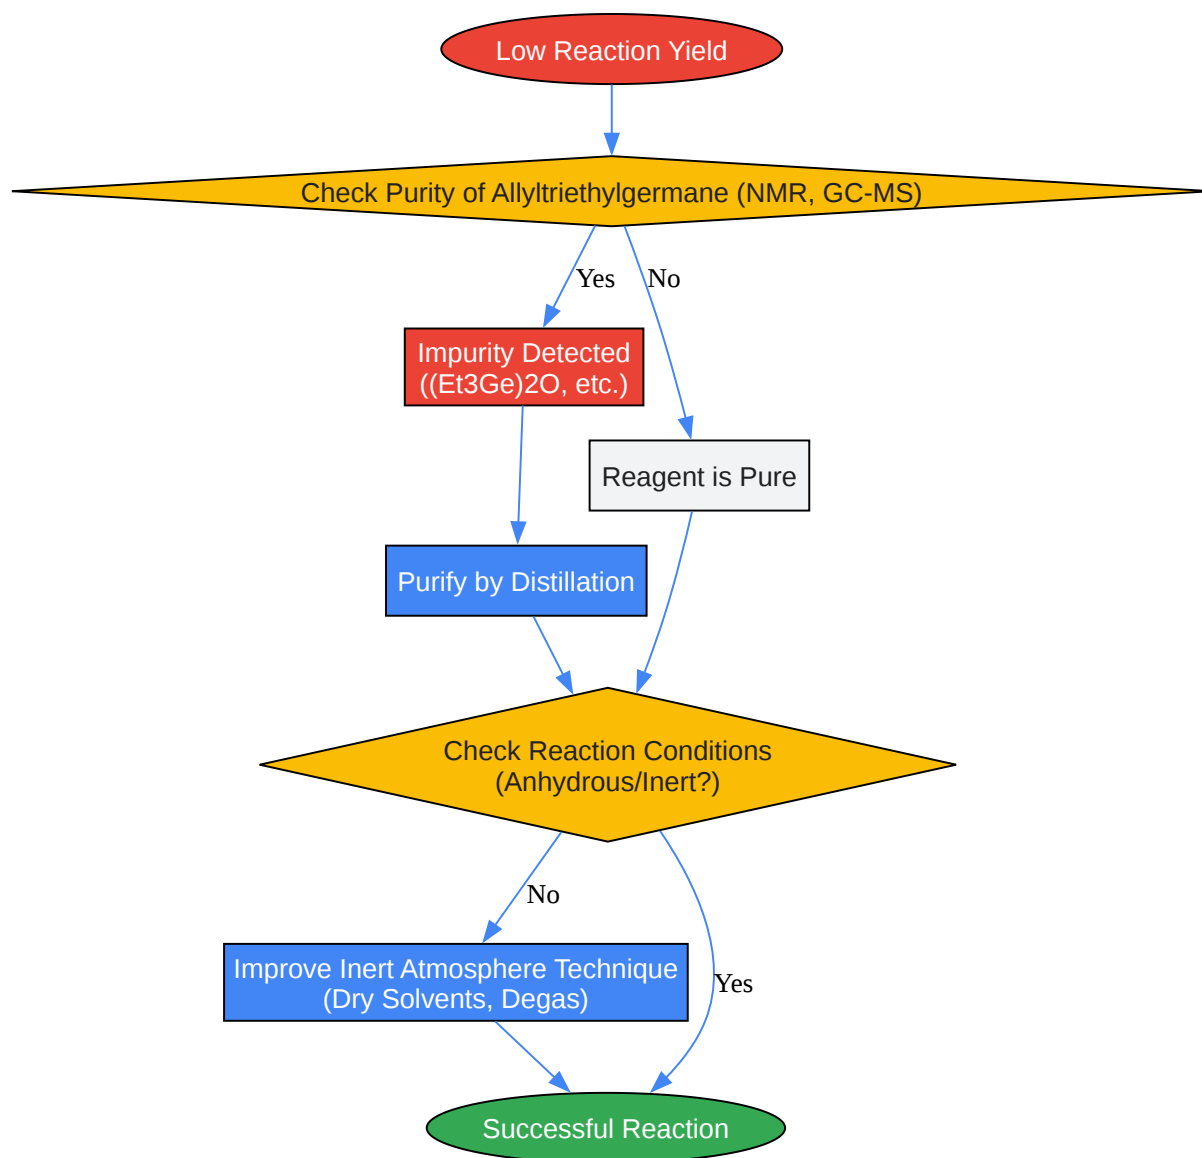 Low Reaction Yield
Check Purity of Allyltriethylgermane (NMR, GC-MS)
Yes
No
Impurity Detected
((Et3Ge)2O, etc.)
Reagent is Pure
Purify by Distillation
Check Reaction Conditions
(Anhydrous/Inert?)
No
Improve Inert Atmosphere Technique
(Dry Solvents, Degas)
Yes
Successful Reaction